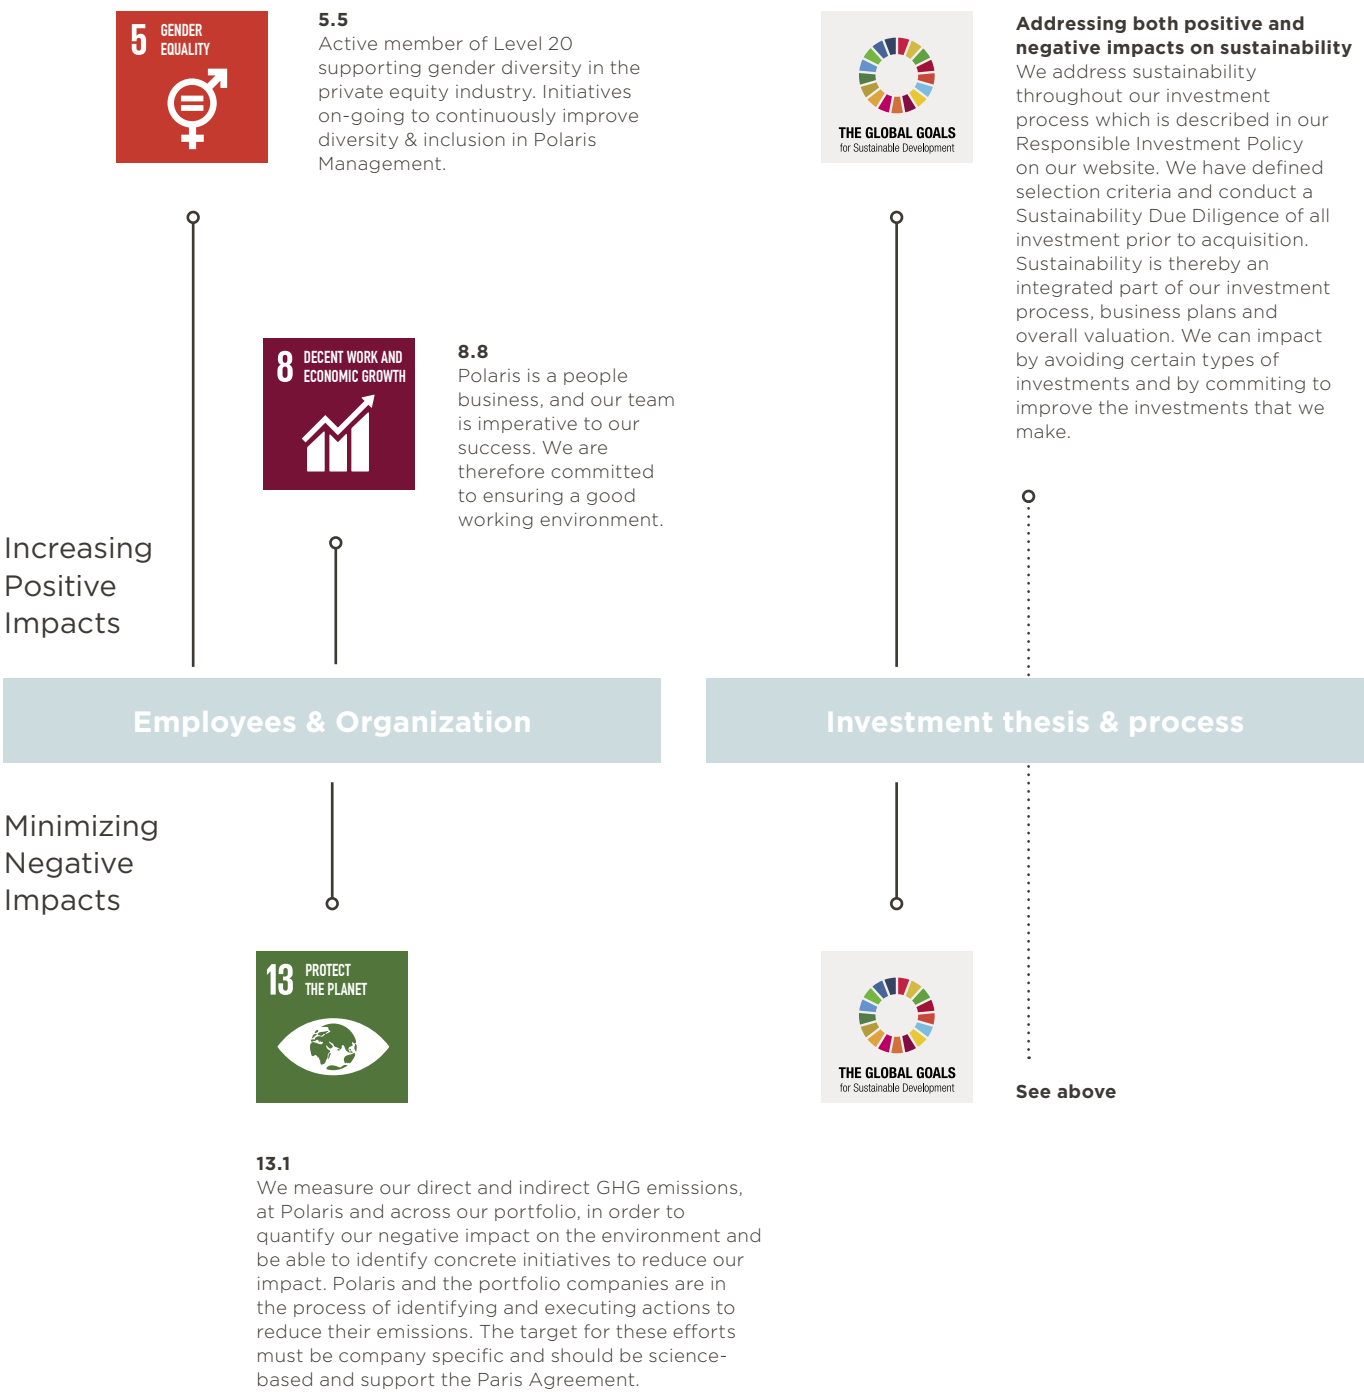 5 GENDER
EQUALITY
5.5
Active member of Level 20
supporting gender diversity in the
private equity industry. Initiatives
on-going to continuously improve
diversity & inclusion in Polaris
Management.
THE GLOBAL GOALS
for Sustainable Development
Addressing both positive and
negative impacts on sustainability
We address sustainability
throughout our investment
process which is described in our
Responsible Investment Policy
on our website. We have defined
selection criteria and conduct a
Sustainability Due Diligence of all
investment prior to acquisition.
Sustainability is thereby an
integrated part of our investment
process, business plans and
overall valuation. We can impact
by avoiding certain types of
investments and by commiting to
improve the investments that we
make.
8 DECENT WORK AND
ECONOMIC GROWTH
8.8
Polaris is a people
business, and our team
is imperative to our
success. We are
therefore committed
to ensuring a good
working environment.
Increasing
Positive
Impacts
Employees & Organization
Investment thesis & process
Minimizing
Negative
Impacts
13 PROTECT
THE PLANET
THE GLOBAL GOALS
for Sustainable Development
See above
13.1
We measure our direct and indirect GHG emissions,
at Polaris and across our portfolio, in order to
quantify our negative impact on the environment and
be able to identify concrete initiatives to reduce our
impact. Polaris and the portfolio companies are in
the process of identifying and executing actions to
reduce their emissions. The target for these efforts
must be company specific and should be science-
based and support the Paris Agreement.